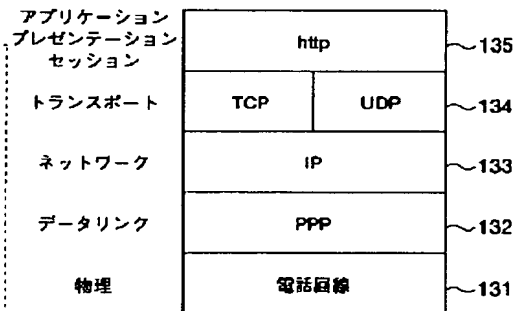 アプリケーション
プレゼンテーション
セッション
http
135
トランスポート
TCP
UDP
134
ネットワーク
IP
133
データリンク
PPP
132
物理
電話回線
131